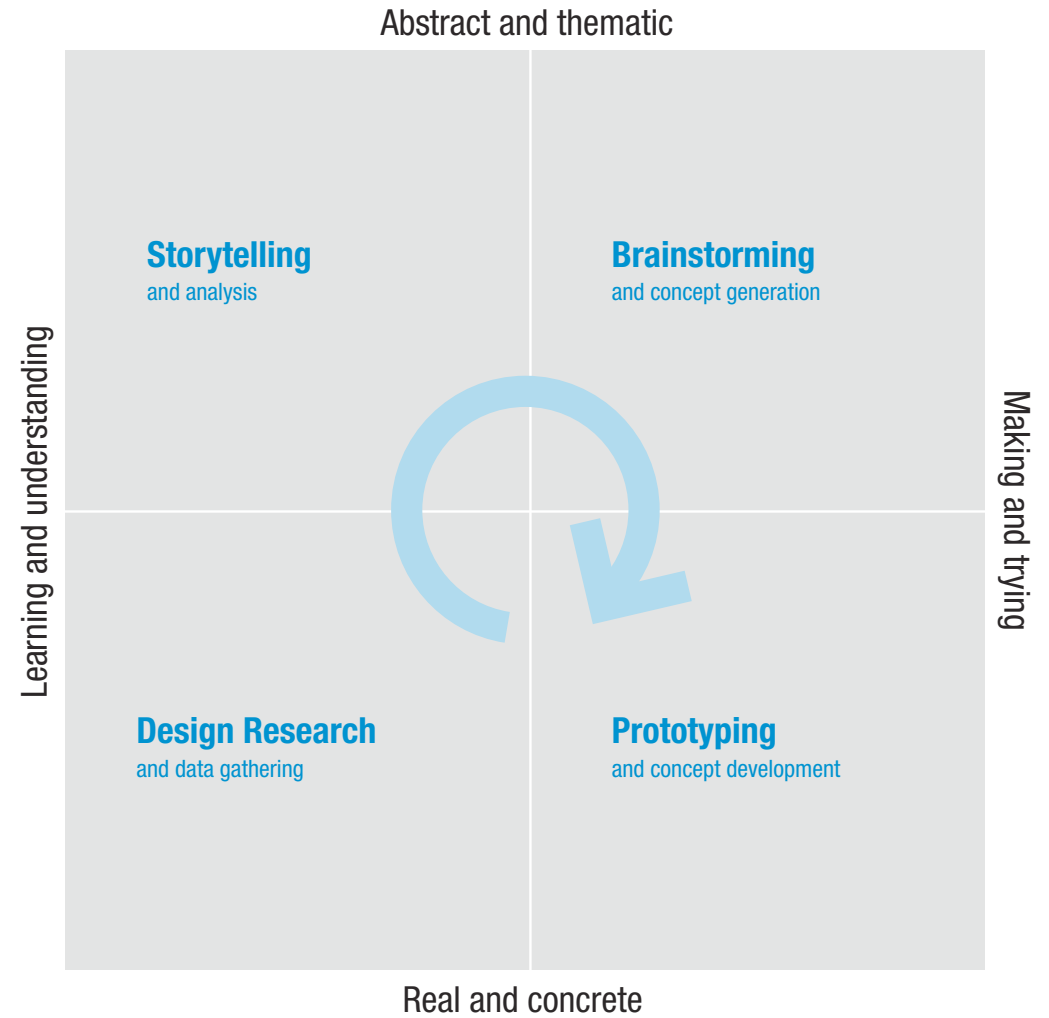 Abstract and thematic
Storytelling
and analysis
Brainstorming
and concept generation
Learning and understanding
Making and trying
Design Research
and data gathering
Prototyping
and concept development
Real and concrete